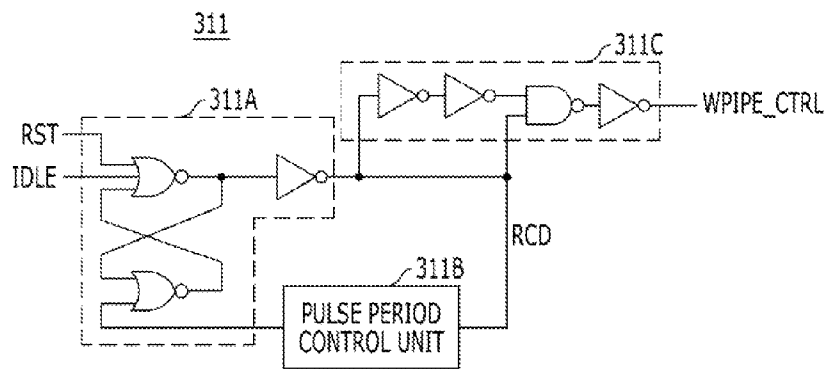 311
311C
311A
WPIPE_CTRL
RST
IDLE
RCD
311B
PULSE PERIOD
CONTROL UNIT